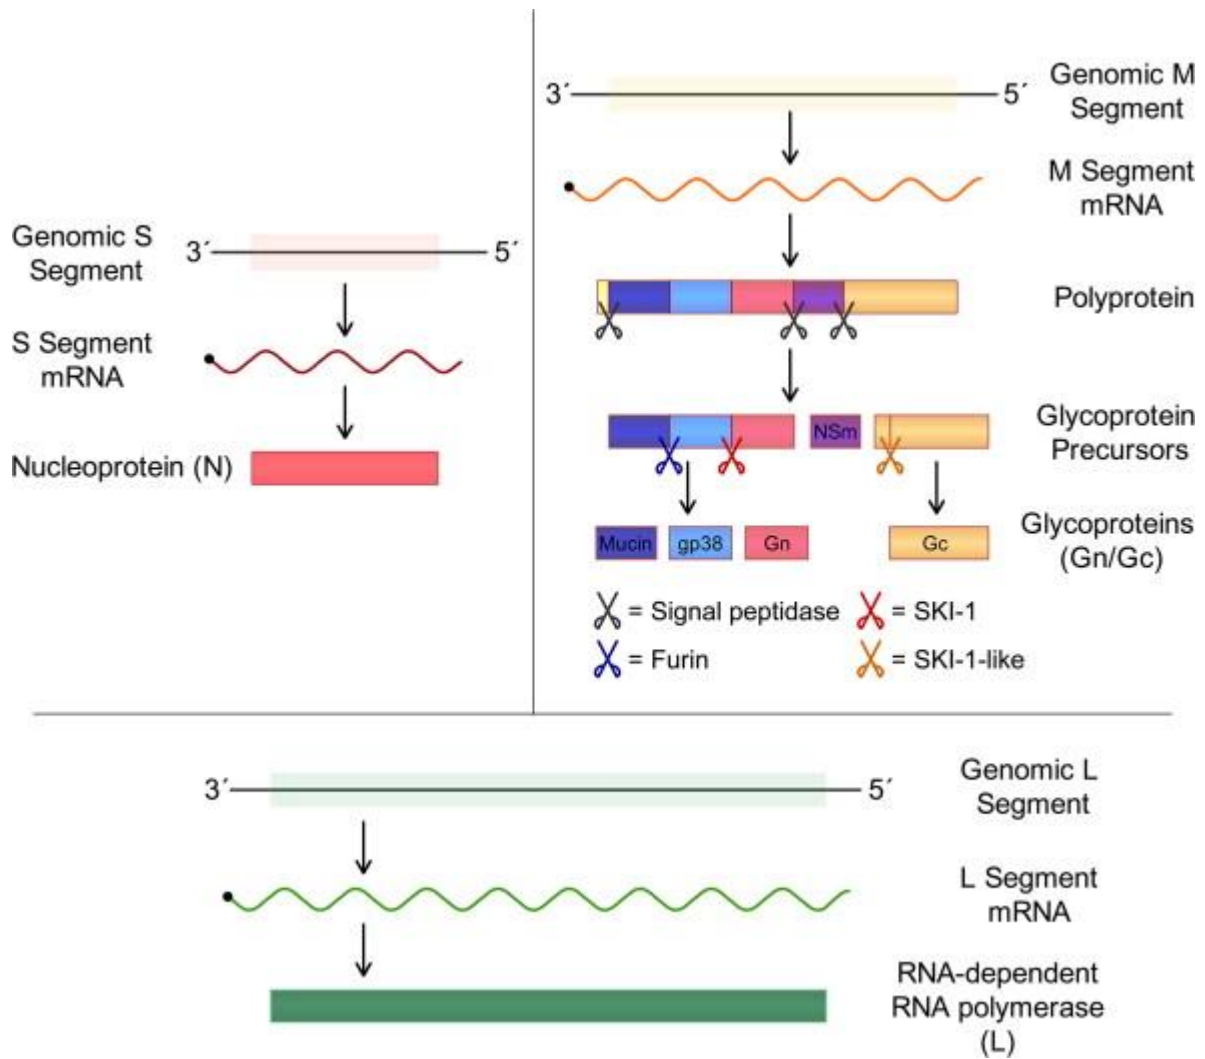 3´
5´
Genomic M
Segment
M Segment
mRNA
Polyprotein
Glycoprotein
Precursors
NSm
Glycoproteins
(Gn/Gc)
Mucin
gp38
Gn
Gc
= Signal peptidase
= SKI-1
= Furin
= SKI-1-like
Genomic S
Segment
3´
5´
S Segment
mRNA
Nucleoprotein (N)
3´
5´
Genomic L
Segment
L Segment
mRNA
RNA-dependent
RNA polymerase
(L)